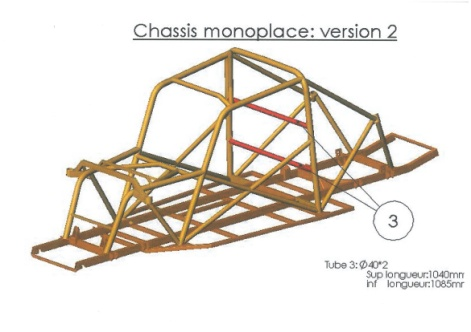 Chassis monoplace: version 2
3
Tube 3: Ø40*2
Sup longueur:1040mm
Inf longueur:1085mm